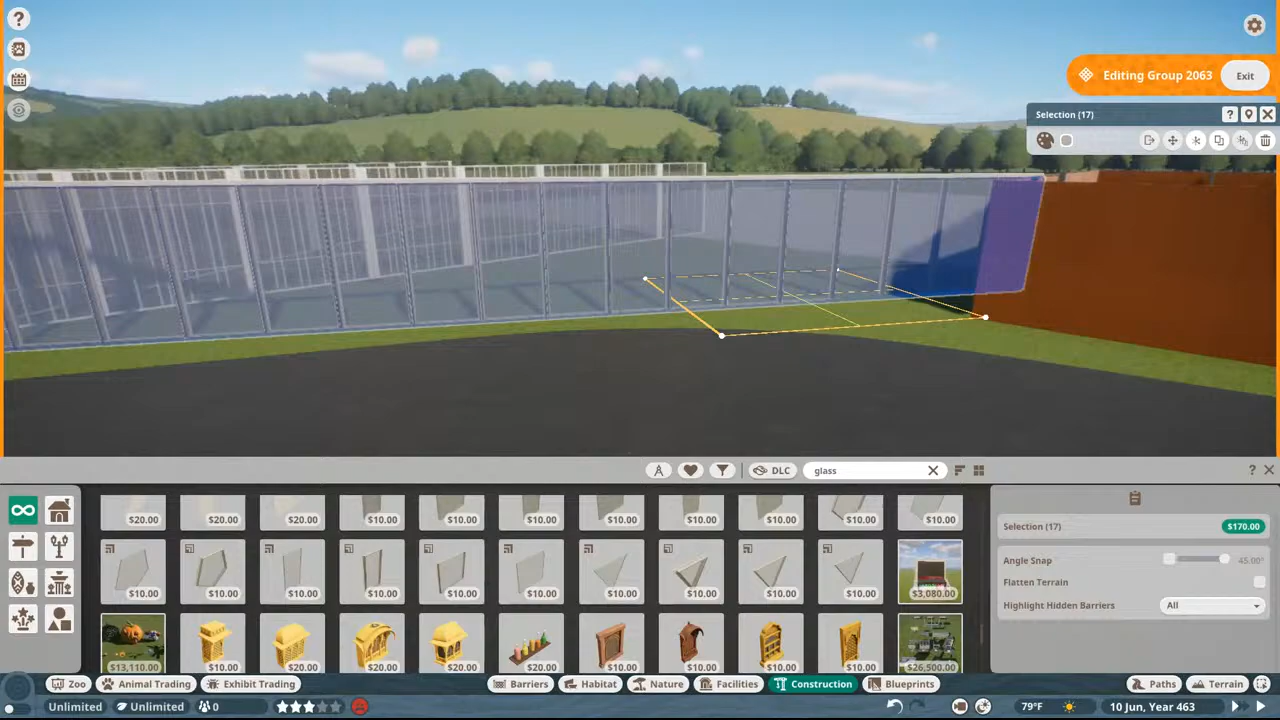 ?
Editing Group 2063
Exit
Selection (17)
?
DLC
glass
?
$20.00 $20.00 $20.00 $10.00 $10.00 $10.00 $10.00 $10.00 $10.00 $10.00 $10.00
$10.00 $10.00 $10.00 $10.00 $10.00 $10.00 $10.00 $10.00 $10.00 $10.00 $3,080.00
$13,110.00 $10.00 $20.00 $20.00 $20.00 $20.00 $10.00 $10.00 $10.00 $10.00 $26,500.00
Selection (17) $170.00
Angle Snap 45.00°
Flatten Terrain
Highlight Hidden Barriers All
Zoo Animal Trading Exhibit Trading Barriers Habitat Nature Facilities Construction Blueprints Paths Terrain
Unlimited Unlimited 0 79°F 10 Jun, Year 463